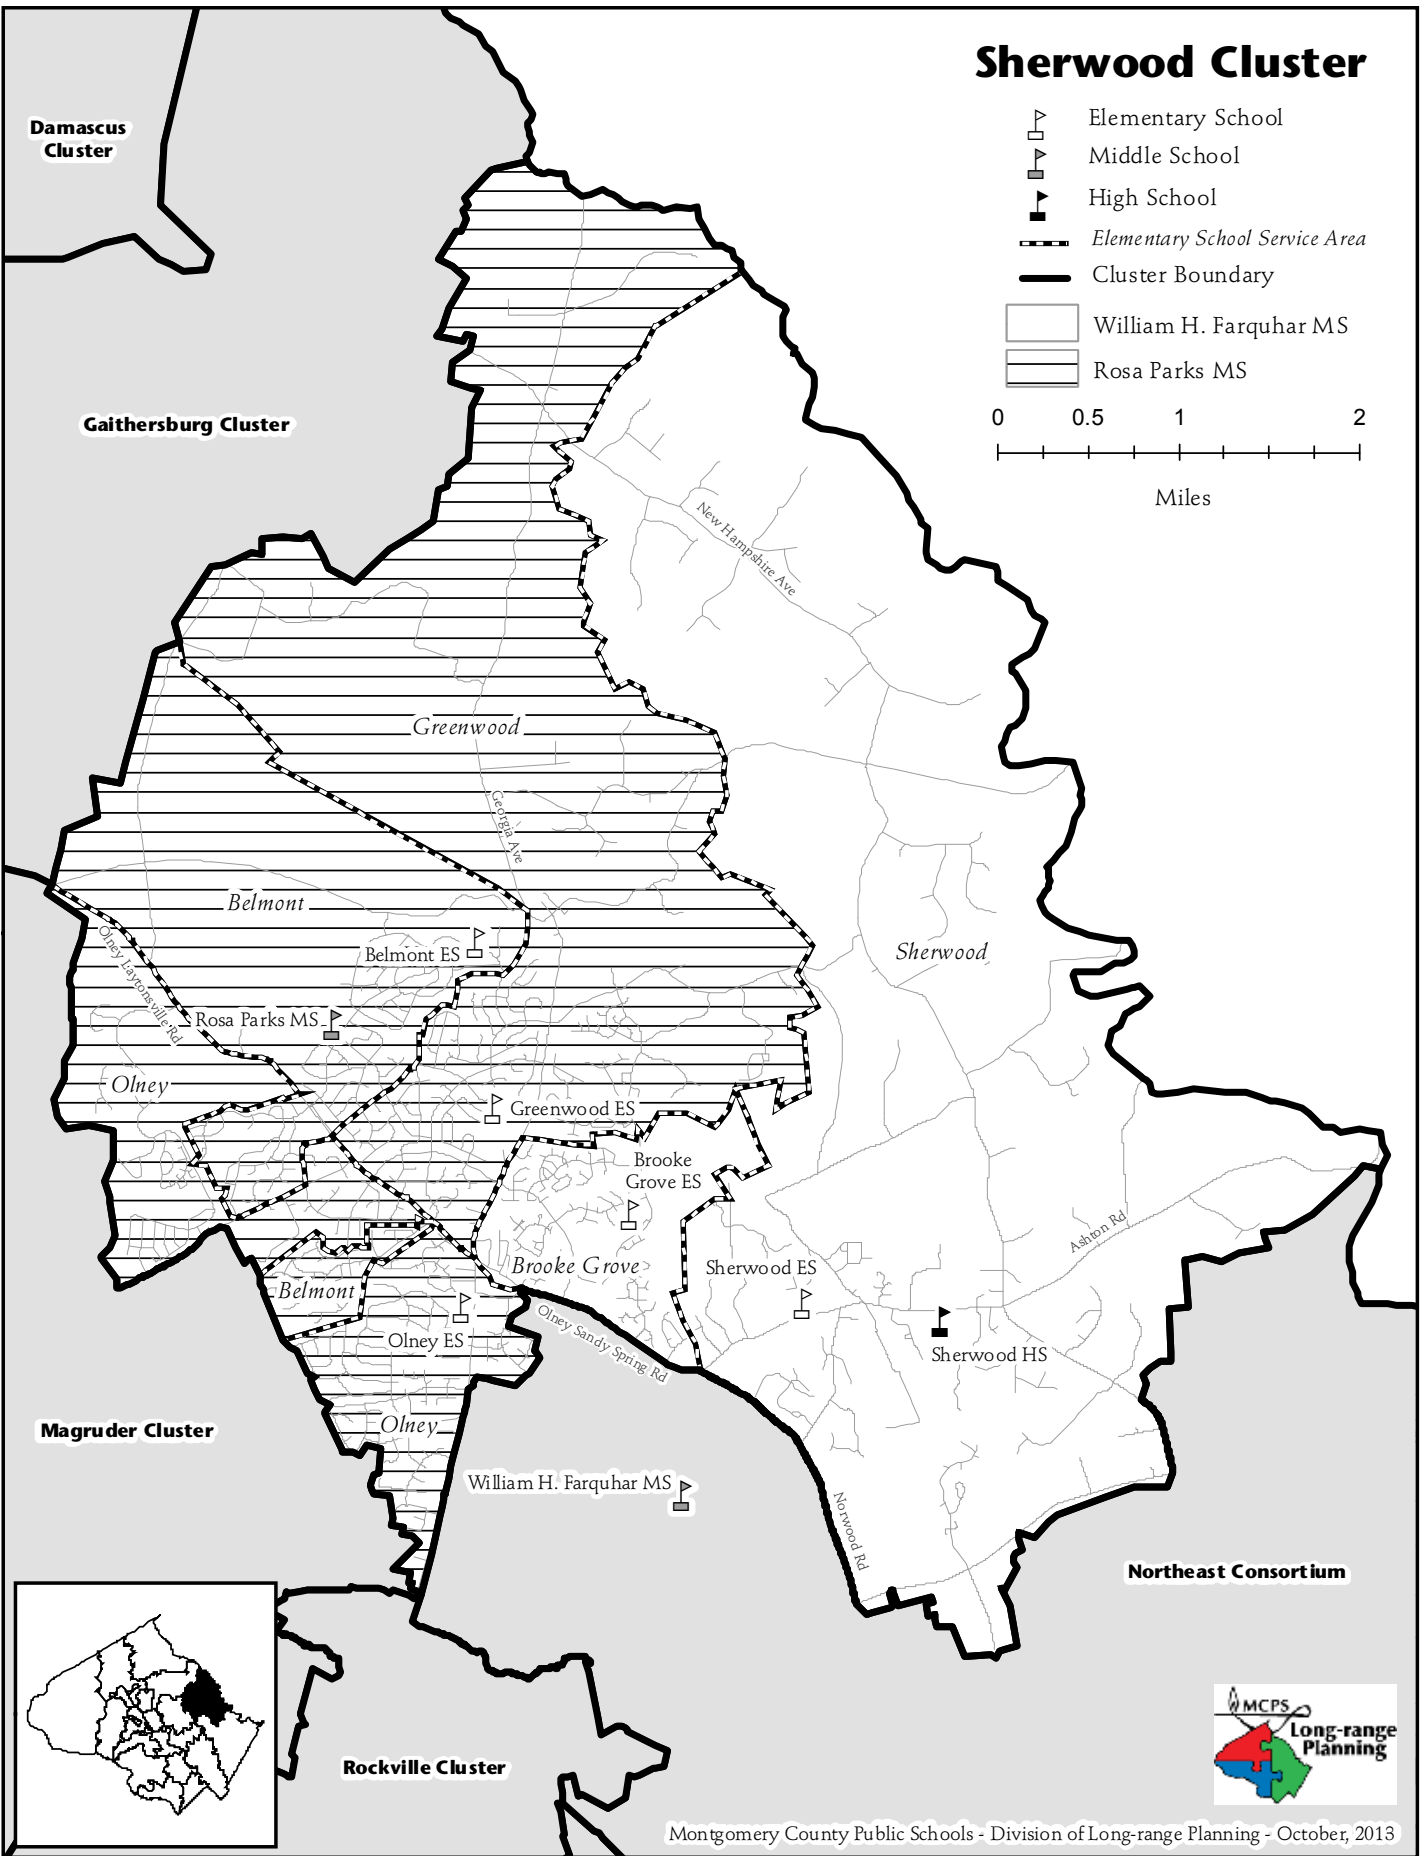 Sherwood Cluster
Elementary School
Middle School
High School
Elementary School Service Area
Cluster Boundary
William H. Farquhar MS
Rosa Parks MS
0 0.5 1 2
Miles
Damascus
Cluster
Gaithersburg Cluster
New Hampshire Ave
Greenwood
Georgia Ave
Belmont
Belmont ES
Sherwood
Olney Laytonsville Rd
Rosa Parks MS
Olney
Greenwood ES
Brooke
Grove ES
Ashton Rd
Brooke Grove
Sherwood ES
Belmont
Olney ES
Olney Sandy Spring Rd
Sherwood HS
Olney
Magruder Cluster
William H. Farquhar MS
Norwood Rd
Northeast Consortium
Rockville Cluster
MCPS
Long-range
Planning
Montgomery County Public Schools - Division of Long-range Planning - October, 2013